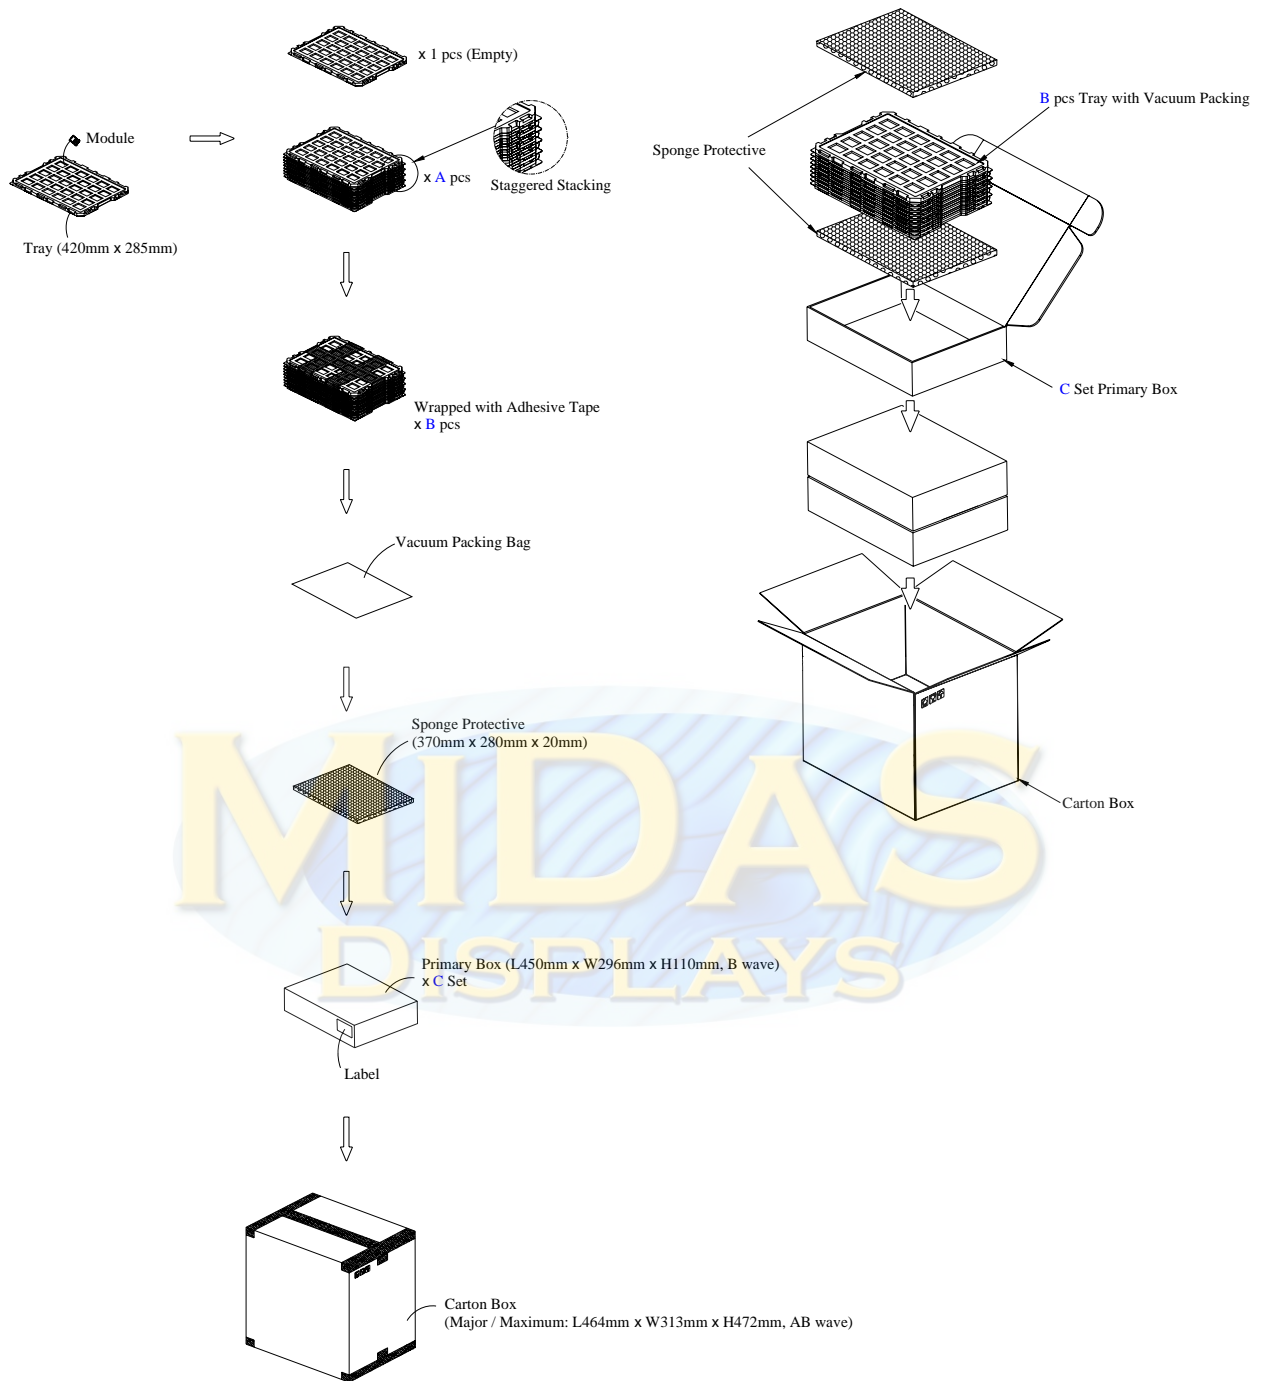 x 1 pcs (Empty)
Module
x A pcs
Staggered Stacking
Tray (420mm x 285mm)
Wrapped with Adhesive Tape
x B pcs
Vacuum Packing Bag
Sponge Protective
(370mm x 280mm x 20mm)
Primary Box (L450mm x W296mm x H110mm, B wave)
x C Set
Label
Carton Box
(Major / Maximum: L464mm x W313mm x H472mm, AB wave)
B pcs Tray with Vacuum Packing
Sponge Protective
C Set Primary Box
Carton Box
MIDAS
DISPLAYS